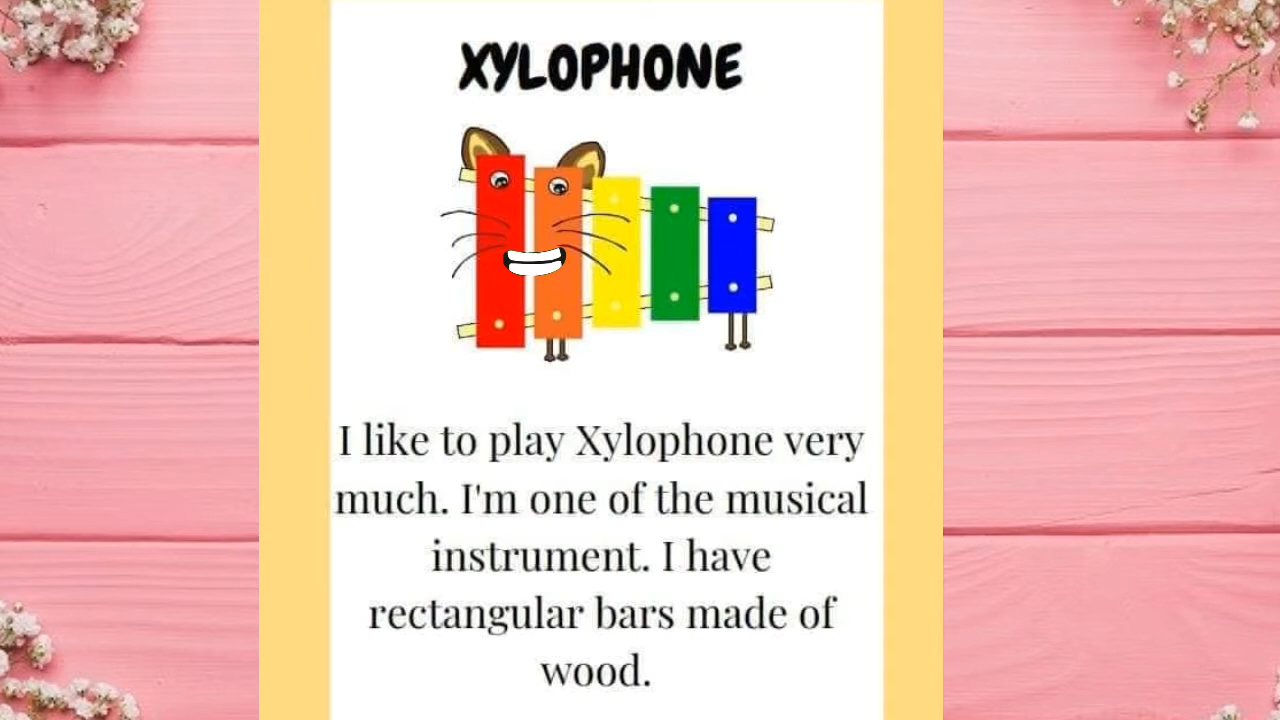 XYLOPHONE
I like to play Xylophone very
much. I'm one of the musical
instrument. I have
rectangular bars made of
wood.